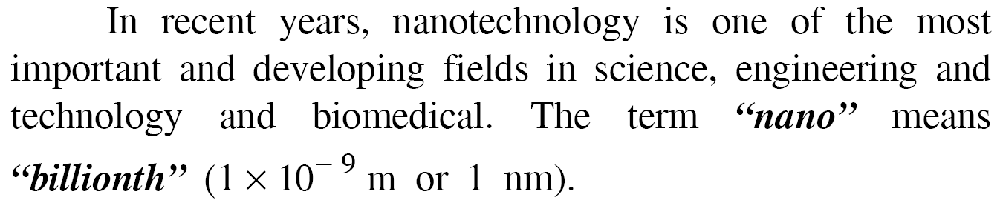 In recent years, nanotechnology is one of the most
important and developing fields in science, engineering and
technology and biomedical. The term “nano” means
“billionth” (1 × 10⁻⁹ m or 1 nm).